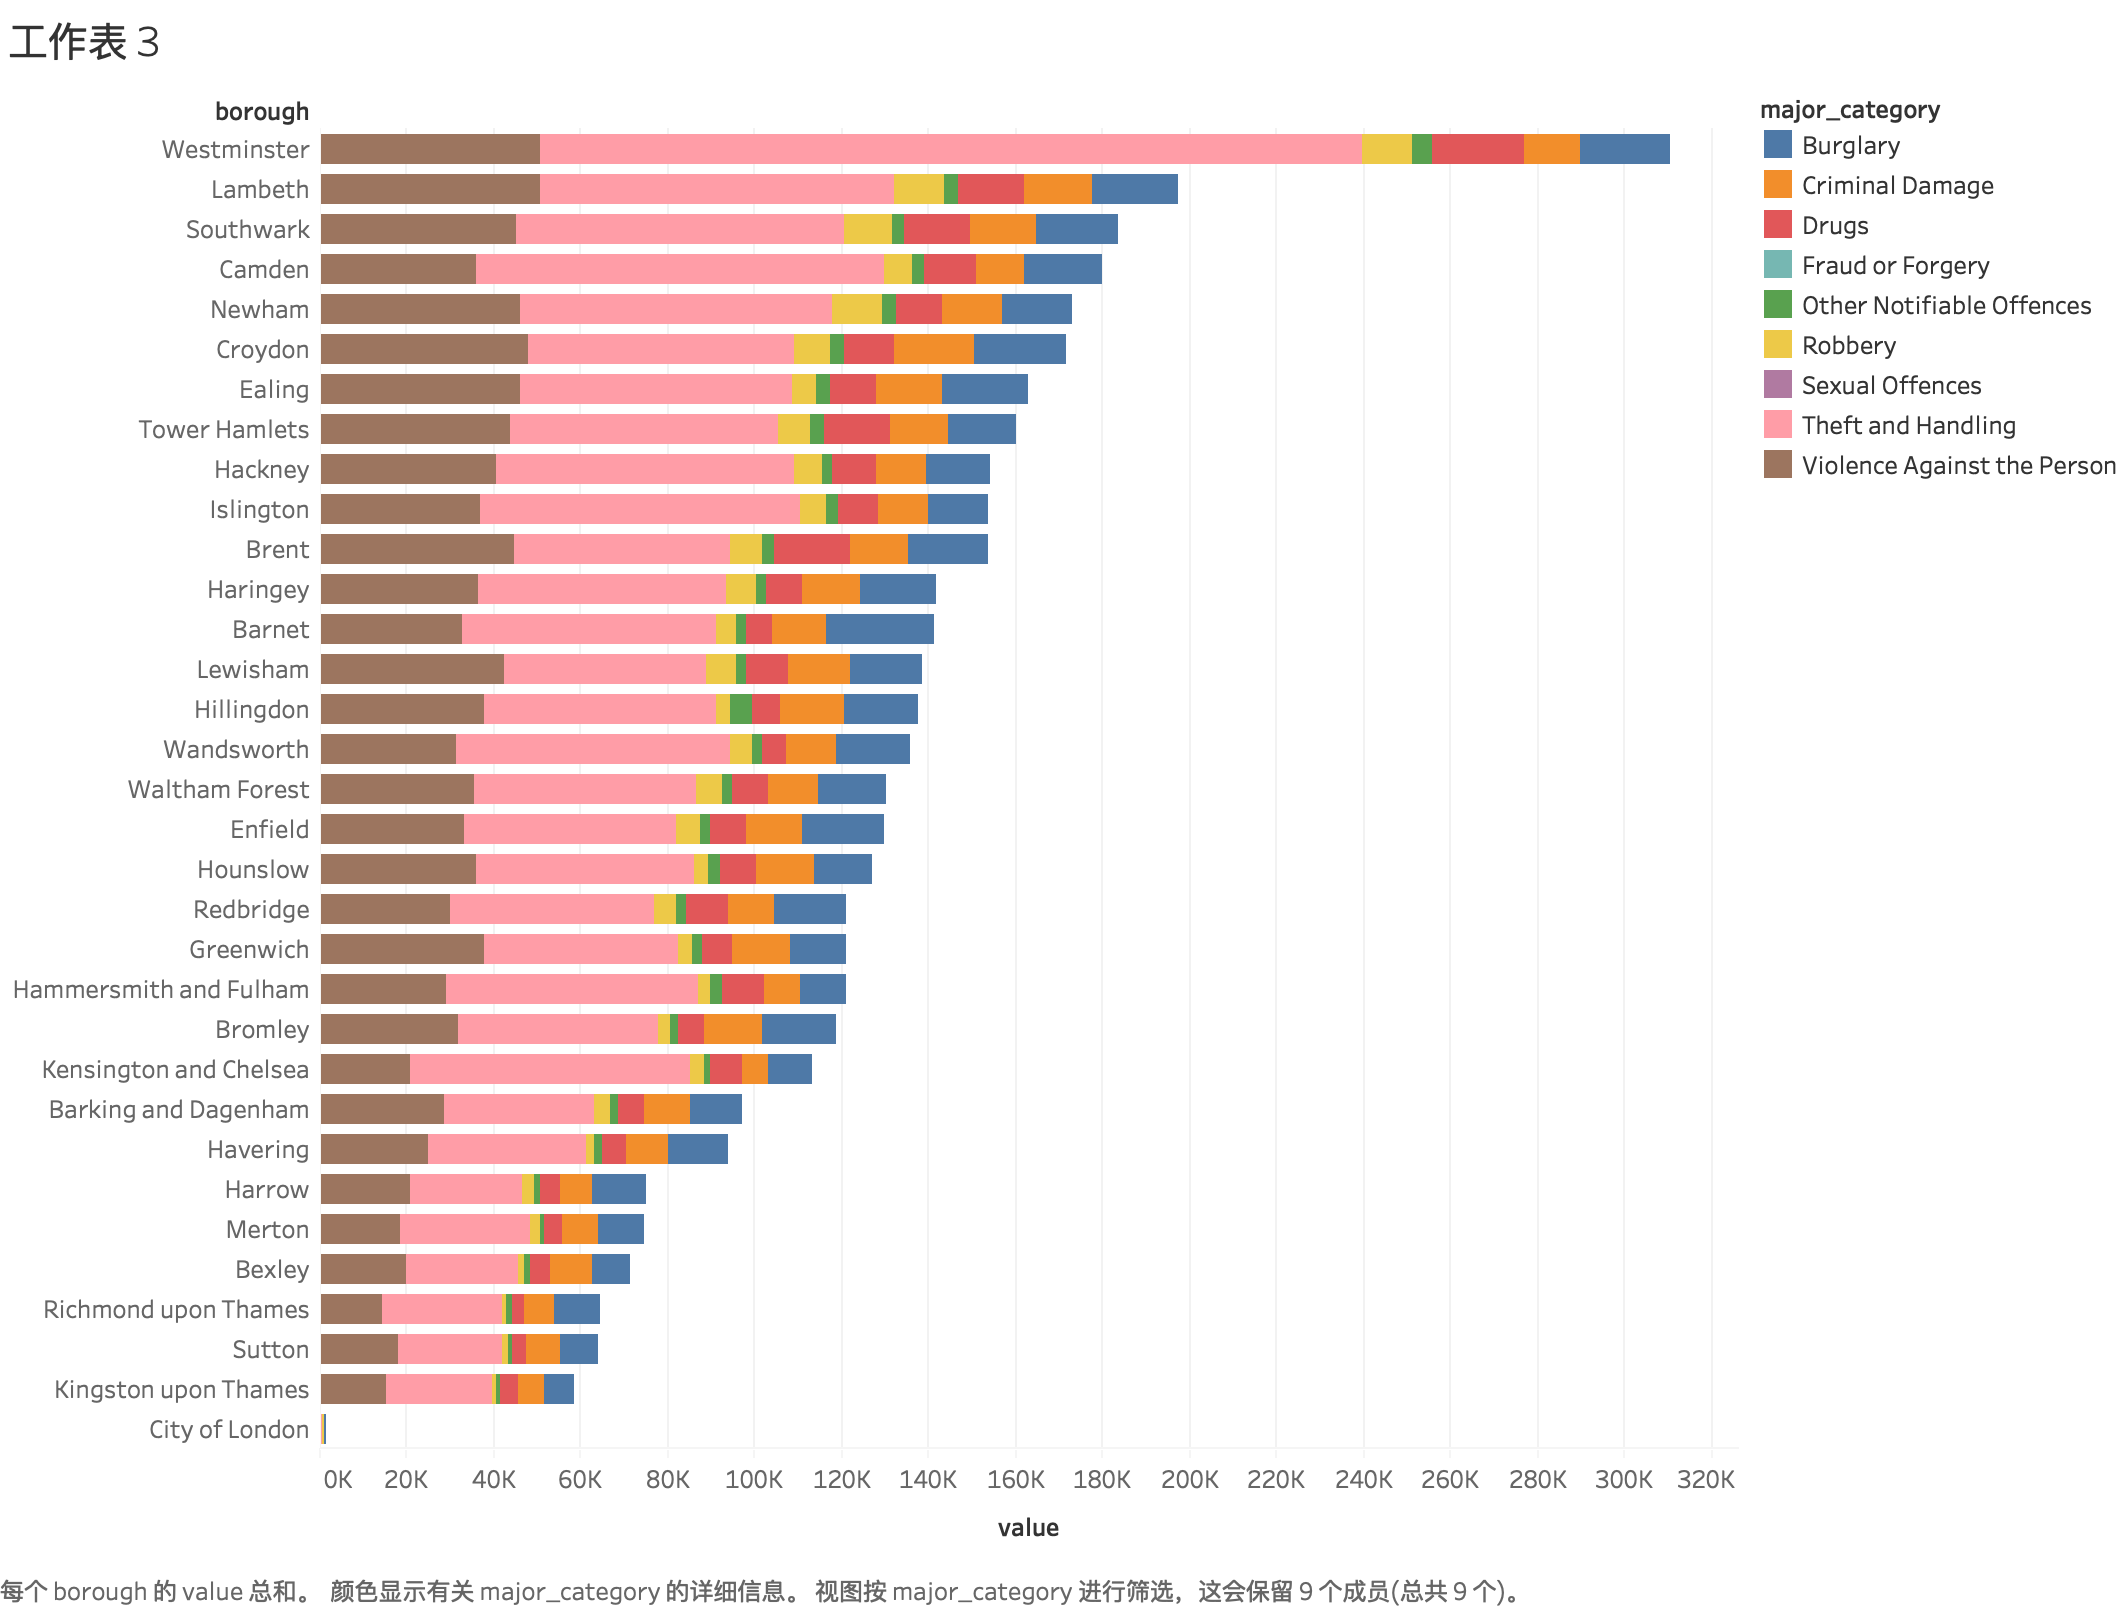 工作表 3
borough
Westminster
Lambeth
Southwark
Camden
Newham
Croydon
Ealing
Tower Hamlets
Hackney
Islington
Brent
Haringey
Barnet
Lewisham
Hillingdon
Wandsworth
Waltham Forest
Enfield
Hounslow
Redbridge
Greenwich
Hammersmith and Fulham
Bromley
Kensington and Chelsea
Barking and Dagenham
Havering
Harrow
Merton
Bexley
Richmond upon Thames
Sutton
Kingston upon Thames
City of London
0K 20K 40K 60K 80K 100K 120K 140K 160K 180K 200K 220K 240K 260K 280K 300K 320K
value
major_category
Burglary
Criminal Damage
Drugs
Fraud or Forgery
Other Notifiable Offences
Robbery
Sexual Offences
Theft and Handling
Violence Against the Person
每个 borough 的 value 总和。 颜色显示有关 major_category 的详细信息。 视图按 major_category 进行筛选，这会保留 9 个成员(总共 9 个)。